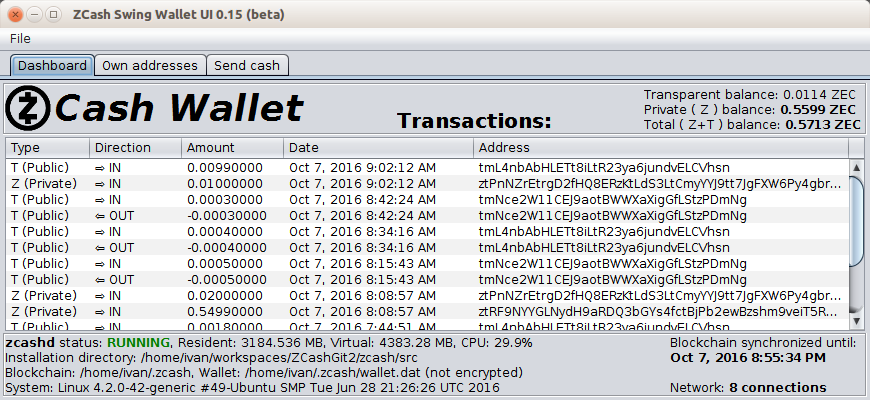 ZCash Swing Wallet UI 0.15 (beta)
File
Dashboard Own addresses Send cash
ZCash Wallet
Transactions:
Transparent balance: 0.0114 ZEC
Private ( Z ) balance: 0.5599 ZEC
Total ( Z+T ) balance: 0.5713 ZEC
Type Direction Amount Date Address
T (Public) ⇨ IN 0.00990000 Oct 7, 2016 9:02:12 AM tmL4nbAbHLETt8iLtR23ya6jundvELCVhsn
Z (Private) ⇨ IN 0.01000000 Oct 7, 2016 9:02:12 AM ztPnNZrEtrgD2fHQ8ERzKtLdS3LtCmyYYJ9tt7JgFXW6Py4gbr...
T (Public) ⇨ IN 0.00030000 Oct 7, 2016 8:42:24 AM tmNce2W11CEJ9aotBWWXaXigGfLStzPDmNg
T (Public) ⇦ OUT -0.00030000 Oct 7, 2016 8:42:24 AM tmNce2W11CEJ9aotBWWXaXigGfLStzPDmNg
T (Public) ⇨ IN 0.00040000 Oct 7, 2016 8:34:16 AM tmL4nbAbHLETt8iLtR23ya6jundvELCVhsn
T (Public) ⇦ OUT -0.00040000 Oct 7, 2016 8:34:16 AM tmL4nbAbHLETt8iLtR23ya6jundvELCVhsn
T (Public) ⇨ IN 0.00050000 Oct 7, 2016 8:15:43 AM tmNce2W11CEJ9aotBWWXaXigGfLStzPDmNg
T (Public) ⇦ OUT -0.00050000 Oct 7, 2016 8:15:43 AM tmNce2W11CEJ9aotBWWXaXigGfLStzPDmNg
Z (Private) ⇨ IN 0.02000000 Oct 7, 2016 8:08:57 AM ztPnNZrEtrgD2fHQ8ERzKtLdS3LtCmyYYJ9tt7JgFXW6Py4gbr...
Z (Private) ⇨ IN 0.54990000 Oct 7, 2016 8:08:57 AM ztRF9NYYGLNydH9aRDQ3bGYs4fctBjPb2ewBzshm9veiT5R...
T (Public) ⇨ IN 0.00180000 Oct 7, 2016 7:44:51 AM tmL4nbAbHLETt8iLtR23ya6jundvELCVhsn
zcashd status: RUNNING, Resident: 3184.536 MB, Virtual: 4383.28 MB, CPU: 29.9%
Installation directory: /home/ivan/workspaces/ZCashGit2/zcash/src
Blockchain: /home/ivan/.zcash, Wallet: /home/ivan/.zcash/wallet.dat (not encrypted)
System: Linux 4.2.0-42-generic #49-Ubuntu SMP Tue Jun 28 21:26:26 UTC 2016
Blockchain synchronized until:
Oct 7, 2016 8:55:34 PM
Network: 8 connections